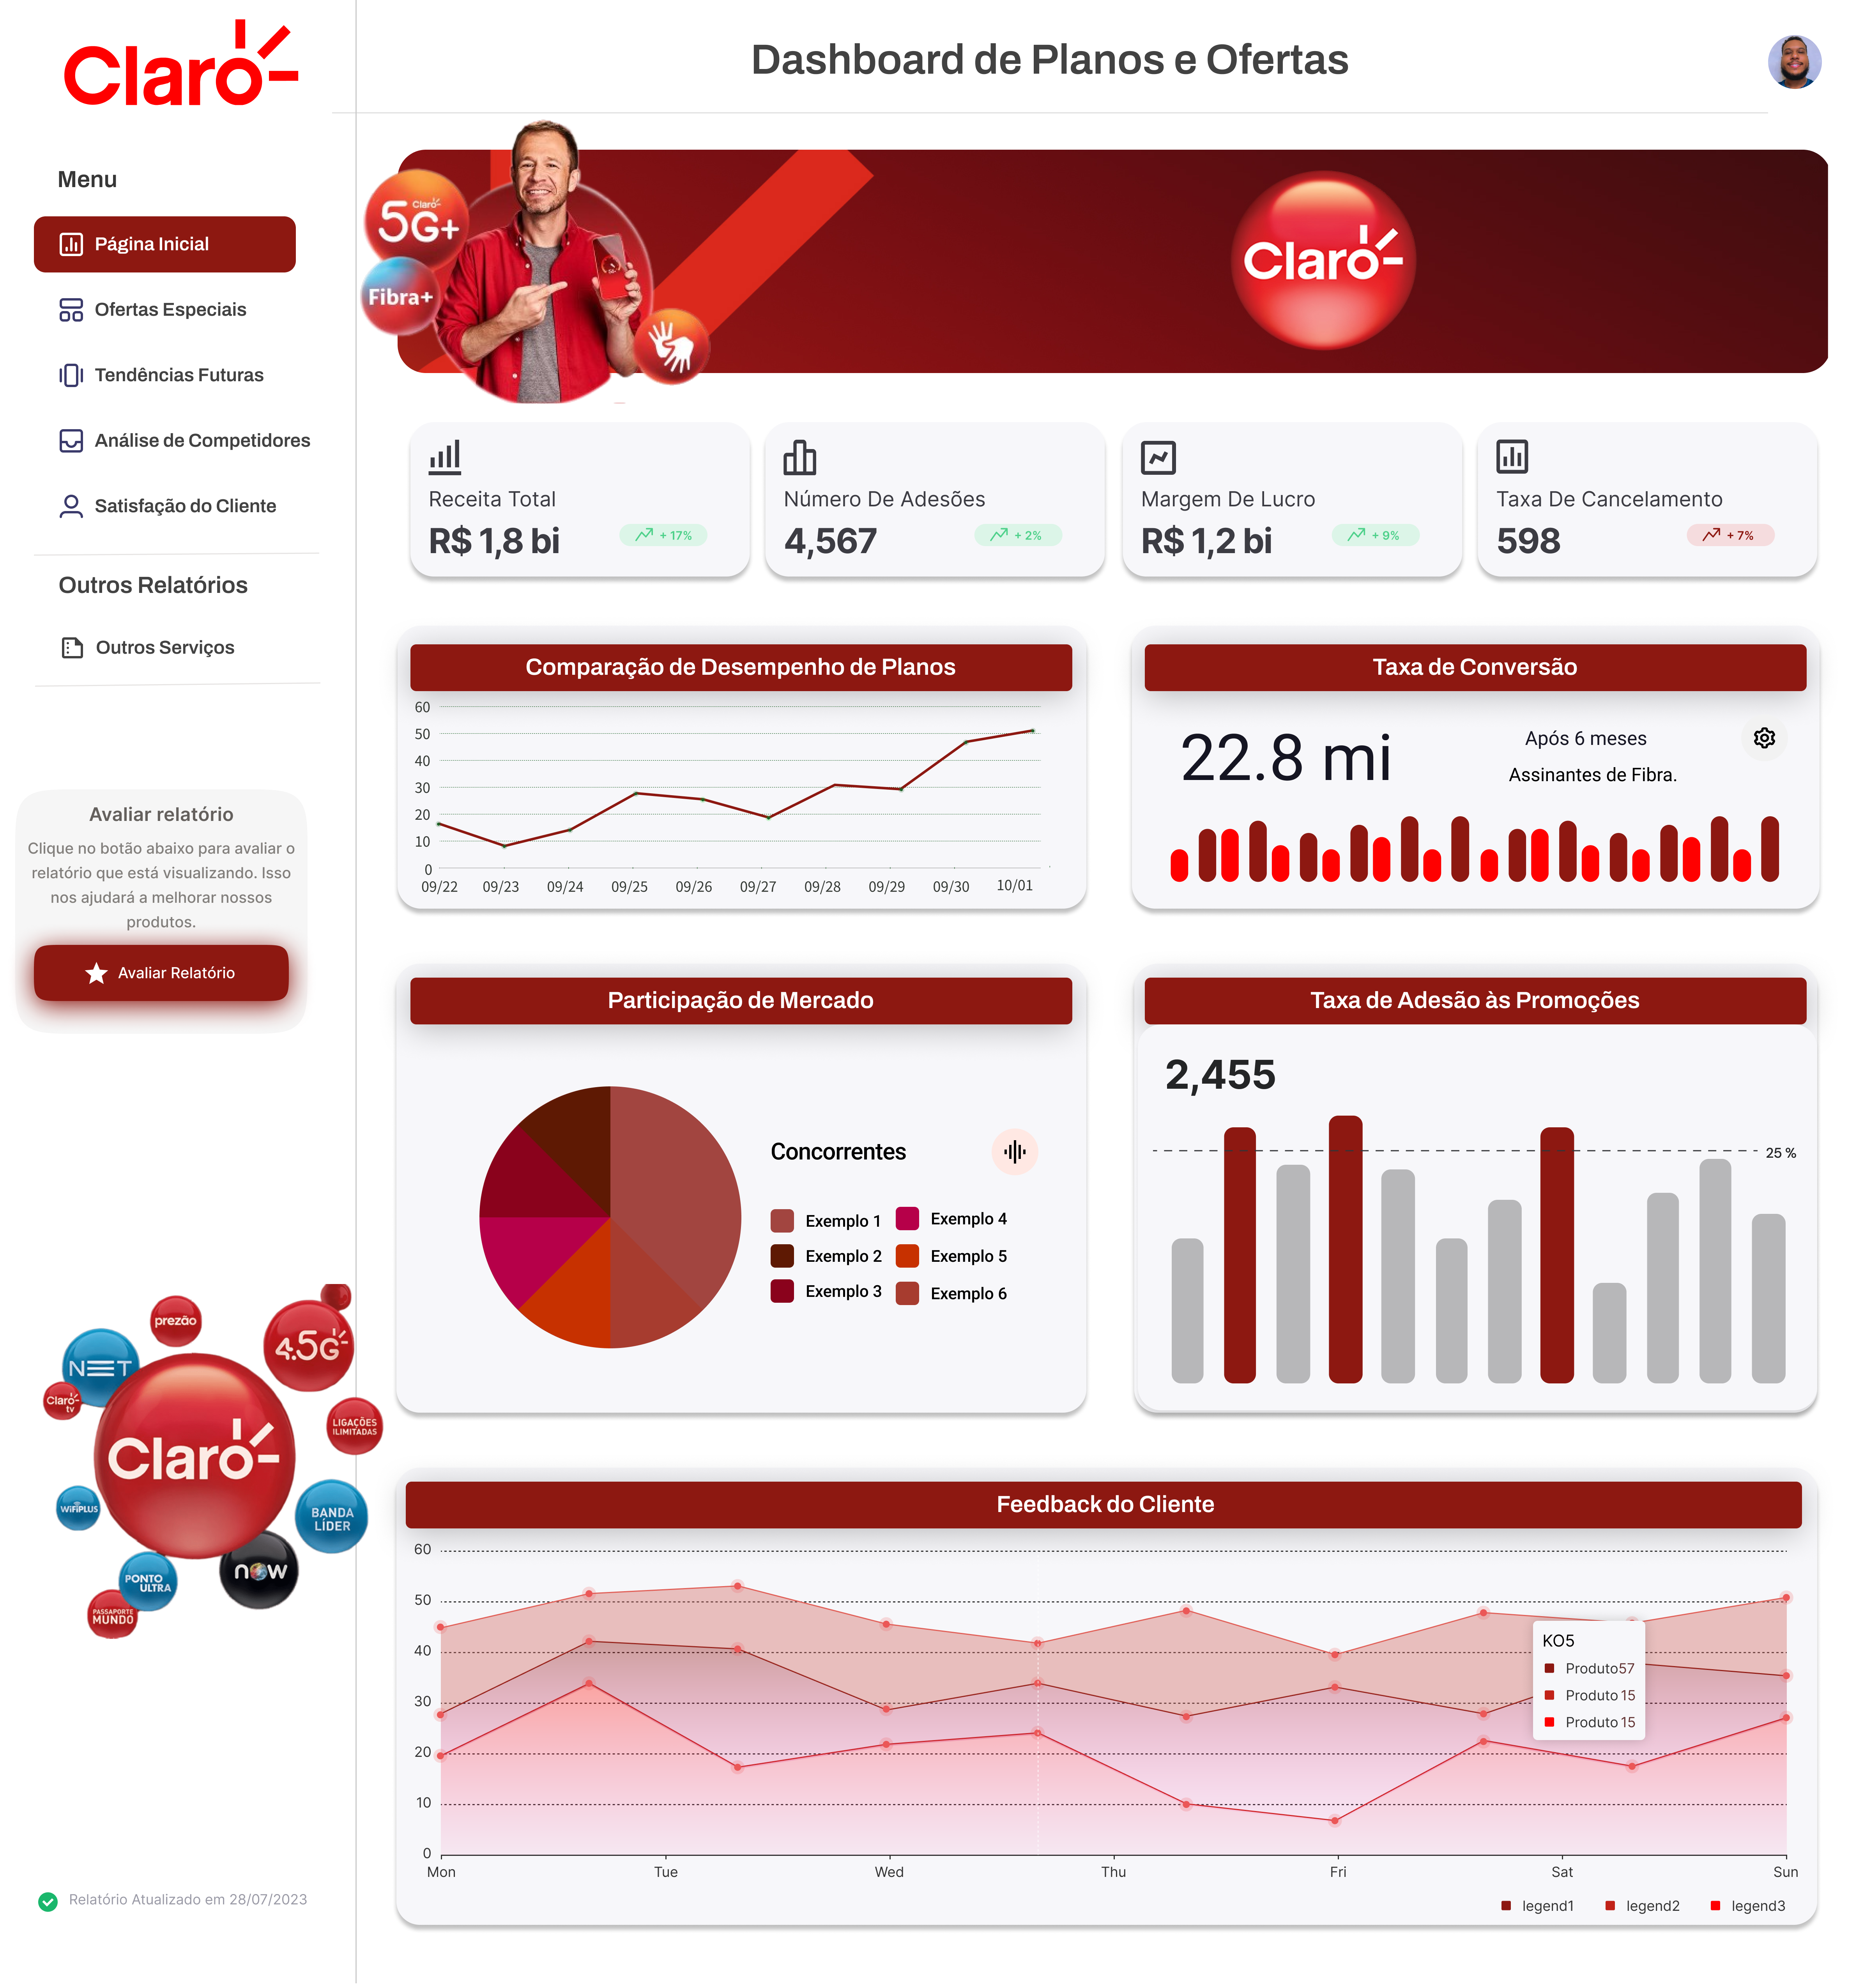 Claro
Dashboard de Planos e Ofertas
Menu
Página Inicial
Ofertas Especiais
Tendências Futuras
Análise de Competidores
Satisfação do Cliente
Outros Relatórios
Outros Serviços
Avaliar relatório
Clique no botão abaixo para avaliar o
relatório que está visualizando. Isso
nos ajudará a melhorar nossos
produtos.
Avaliar Relatório
prezão
4.5G
NET
Claro
tv
LIGAÇÕES
ILIMITADAS
Claro
WiFiPLUS
BANDA
LÍDER
now
PONTO
ULTRA
PASSAPORTE
MUNDO
Relatório Atualizado em 28/07/2023
Claro
5G+
Fibra+
Claro
Receita Total
R$ 1,8 bi
+ 17%
Número De Adesões
4,567
+ 2%
Margem De Lucro
R$ 1,2 bi
+ 9%
Taxa De Cancelamento
598
+ 7%
Comparação de Desempenho de Planos
60
50
40
30
20
10
0
09/22 09/23 09/24 09/25 09/26 09/27 09/28 09/29 09/30 10/01
Taxa de Conversão
22.8 mi
Após 6 meses
Assinantes de Fibra.
Participação de Mercado
Concorrentes
Exemplo 1
Exemplo 4
Exemplo 2
Exemplo 5
Exemplo 3
Exemplo 6
Taxa de Adesão às Promoções
2,455
25 %
Feedback do Cliente
60
50
40
30
20
10
0
Mon Tue Wed Thu Fri Sat Sun
KO5
Produto57
Produto 15
Produto 15
legend1 legend2 legend3